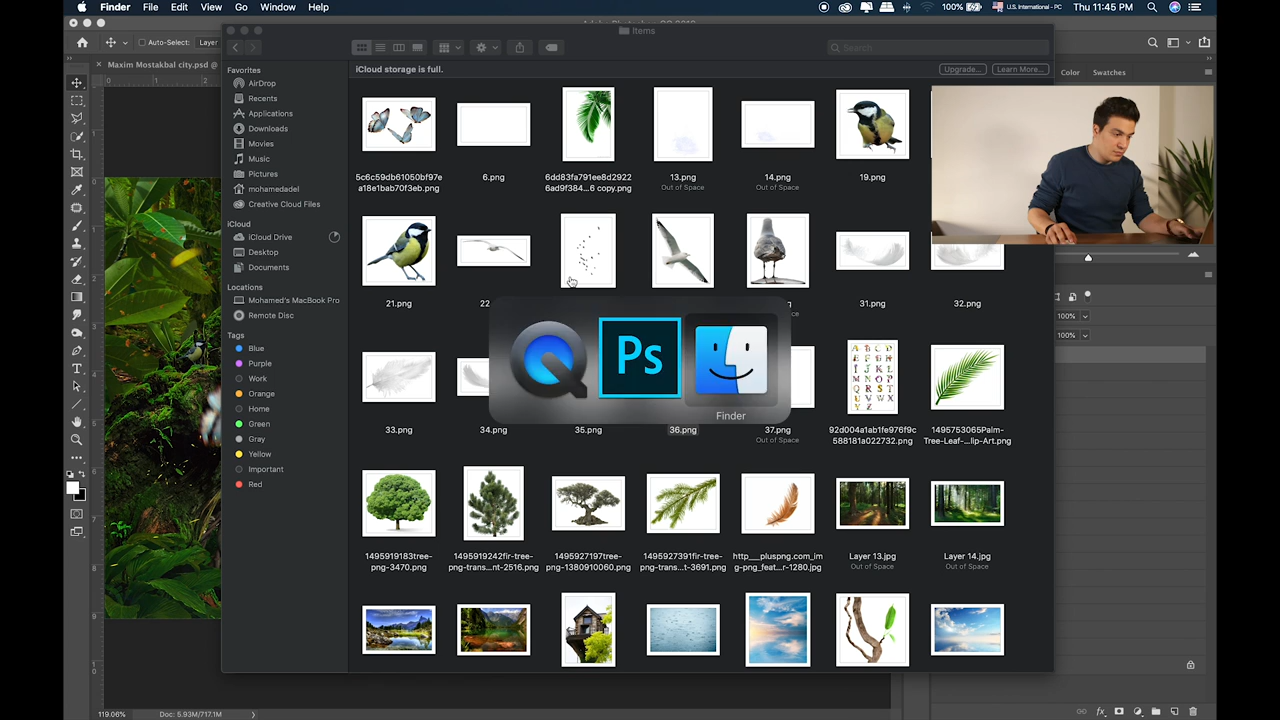 Finder File Edit View Go Window Help
100% U.S. International - PC Thu 11:45 PM
Auto-Select: Layer
Maxim Mostakbal city.psd @
Items
Search
iCloud storage is full. Upgrade... Learn More...
Color Swatches
Favorites
AirDrop
Recents
Applications
Downloads
Movies
Music
Pictures
mohamedadel
Creative Cloud Files
iCloud
iCloud Drive
Desktop
Documents
Locations
Mohamed's MacBook Pro
Remote Disc
Tags
Blue
Purple
Work
Orange
Home
Green
Gray
Yellow
Important
Red
5c6c59db61050bf97e
a18e1bab70f3eb.png
6.png
6dd83fa791ee8d2922
6ad9f384...6 copy.png
13.png
Out of Space
14.png
Out of Space
19.png
21.png
31.png
32.png
33.png
34.png
35.png
36.png
37.png
Out of Space
92d004a1ab1fe976f9c
588181a022732.png
1495753065Palm-
Tree-Leaf-...lip-Art.png
Ps
Finder
1495919183tree-
png-3470.png
1495919242fir-tree-
png-trans...nt-2516.png
1495927197tree-
png-1380910060.png
1495927391fir-tree-
png-trans...t-3691.png
http___pluspng.com_im
g-png_feat...r-1280.jpg
Layer 13.jpg
Out of Space
Layer 14.jpg
Out of Space
100%
100%
119.06% Doc: 5.93M/717.1M